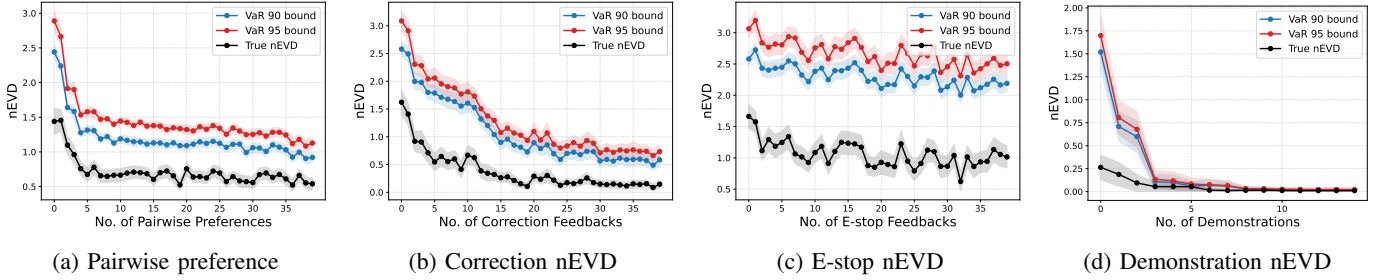 nEVD
3.0
2.5
2.0
1.5
1.0
0.5
VaR 90 bound
VaR 95 bound
True nEVD
0 5 10 15 20 25 30 35
No. of Pairwise Preferences
(a) Pairwise preference
nEVD
3.0
2.5
2.0
1.5
1.0
0.5
0.0
VaR 90 bound
VaR 95 bound
True nEVD
0 5 10 15 20 25 30 35
No. of Correction Feedbacks
(b) Correction nEVD
nEVD
3.0
2.5
2.0
1.5
1.0
0.5
VaR 90 bound
VaR 95 bound
True nEVD
0 5 10 15 20 25 30 35
No. of E-stop Feedbacks
(c) E-stop nEVD
nEVD
2.00
1.75
1.50
1.25
1.00
0.75
0.50
0.25
0.00
VaR 90 bound
VaR 95 bound
True nEVD
0 5 10
No. of Demonstrations
(d) Demonstration nEVD